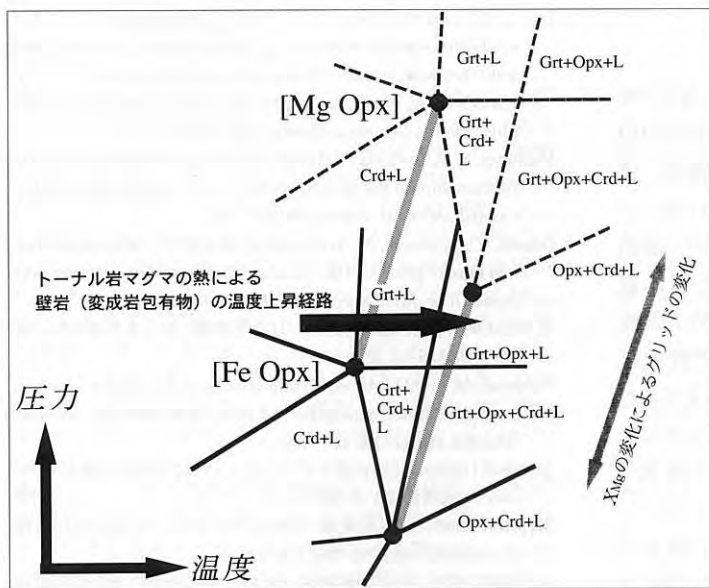 Grt+L
Grt+Opx+L
[Mg Opx]
Grt+
Crd+
L
Crd+L
Grt+Opx+Crd+L
Opx+Crd+L
トーナル岩マグマの熱による
壁岩（変成岩包有物）の温度上昇経路
Grt+L
XMgの変化によるグリッドの変化
Grt+Opx+L
[Fe Opx]
Grt+
Crd+
L
Grt+Opx+Crd+L
Crd+L
圧力
Opx+Crd+L
温度